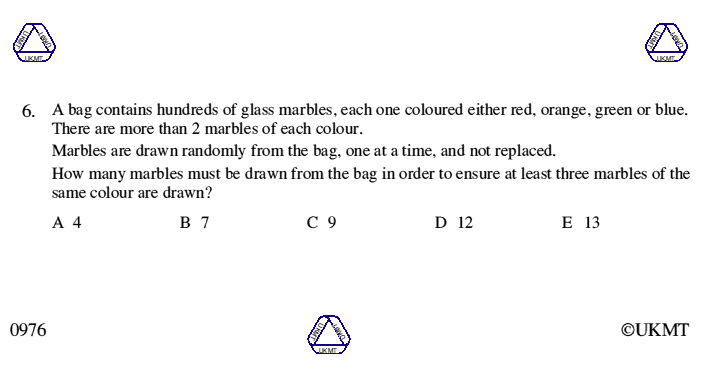 UKMT UKMT UKMT
UKMT UKMT UKMT
6. A bag contains hundreds of glass marbles, each one coloured either red, orange, green or blue.
There are more than 2 marbles of each colour.
Marbles are drawn randomly from the bag, one at a time, and not replaced.
How many marbles must be drawn from the bag in order to ensure at least three marbles of the
same colour are drawn?
A 4 B 7 C 9 D 12 E 13
UKMT UKMT UKMT
0976 ©UKMT